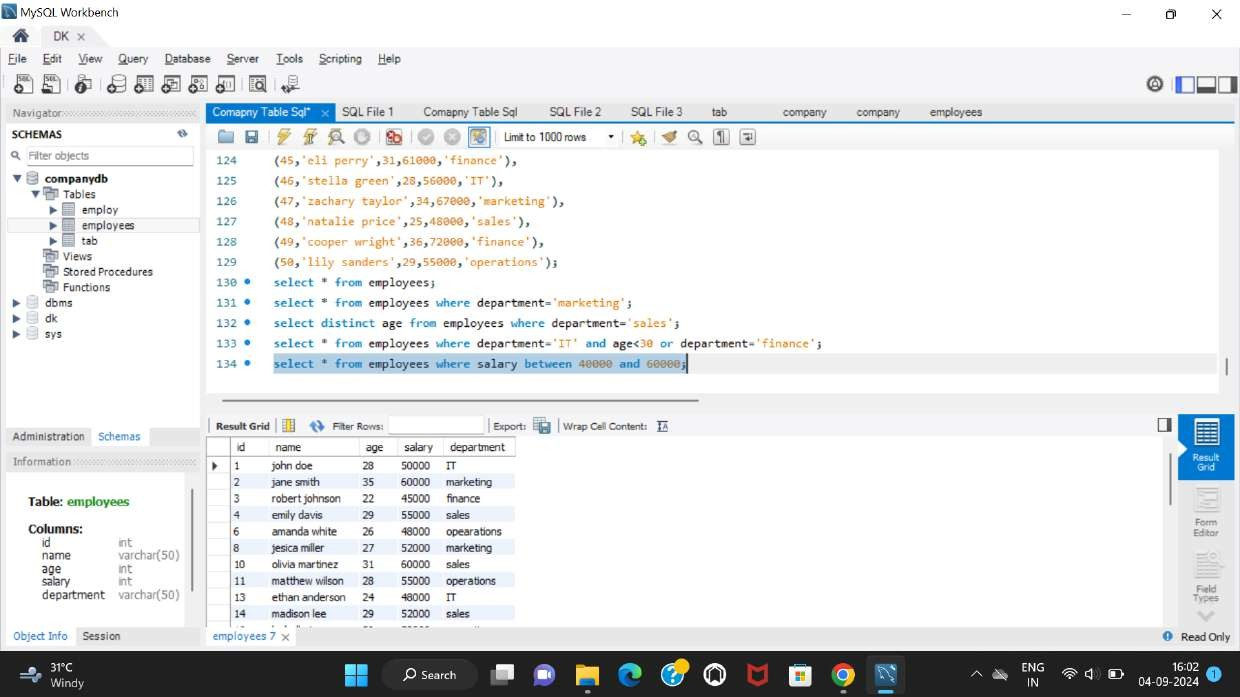 MySQL Workbench
DK
File Edit View Query Database Server Tools Scripting Help
Navigator
SCHEMAS
Filter objects
companydb
Tables
employ
employees
tab
Views
Stored Procedures
Functions
dbms
dk
sys
Administration Schemas
Information
Table: employees
Columns:
id int
name varchar(50)
age int
salary int
department varchar(50)
Object Info Session
Comapny Table Sql* SQL File 1 Comapny Table Sql SQL File 2 SQL File 3 tab company company employees
Limit to 1000 rows
124 (45,'eli perry',31,61000,'finance'),
125 (46,'stella green',28,56000,'IT'),
126 (47,'zachary taylor',34,67000,'marketing'),
127 (48,'natalie price',25,48000,'sales'),
128 (49,'cooper wright',36,72000,'finance'),
129 (50,'lily sanders',29,55000,'operations');
130 select * from employees;
131 select * from employees where department='marketing';
132 select distinct age from employees where department='sales';
133 select * from employees where department='IT' and age<30 or department='finance';
134 select * from employees where salary between 40000 and 60000;
Result Grid Filter Rows: Export: Wrap Cell Content:
id name age salary department
1 john doe 28 50000 IT
2 jane smith 35 60000 marketing
3 robert johnson 22 45000 finance
4 emily davis 29 55000 sales
6 amanda white 26 48000 opearations
8 jesica miller 27 52000 marketing
10 olivia martinez 31 60000 sales
11 matthew wilson 28 55000 operations
13 ethan anderson 24 48000 IT
14 madison lee 29 52000 sales
Result
Grid
Form
Editor
Field
Types
employees 7
Read Only
31°C
Windy
Search
ENG
IN
16:02
04-09-2024
1